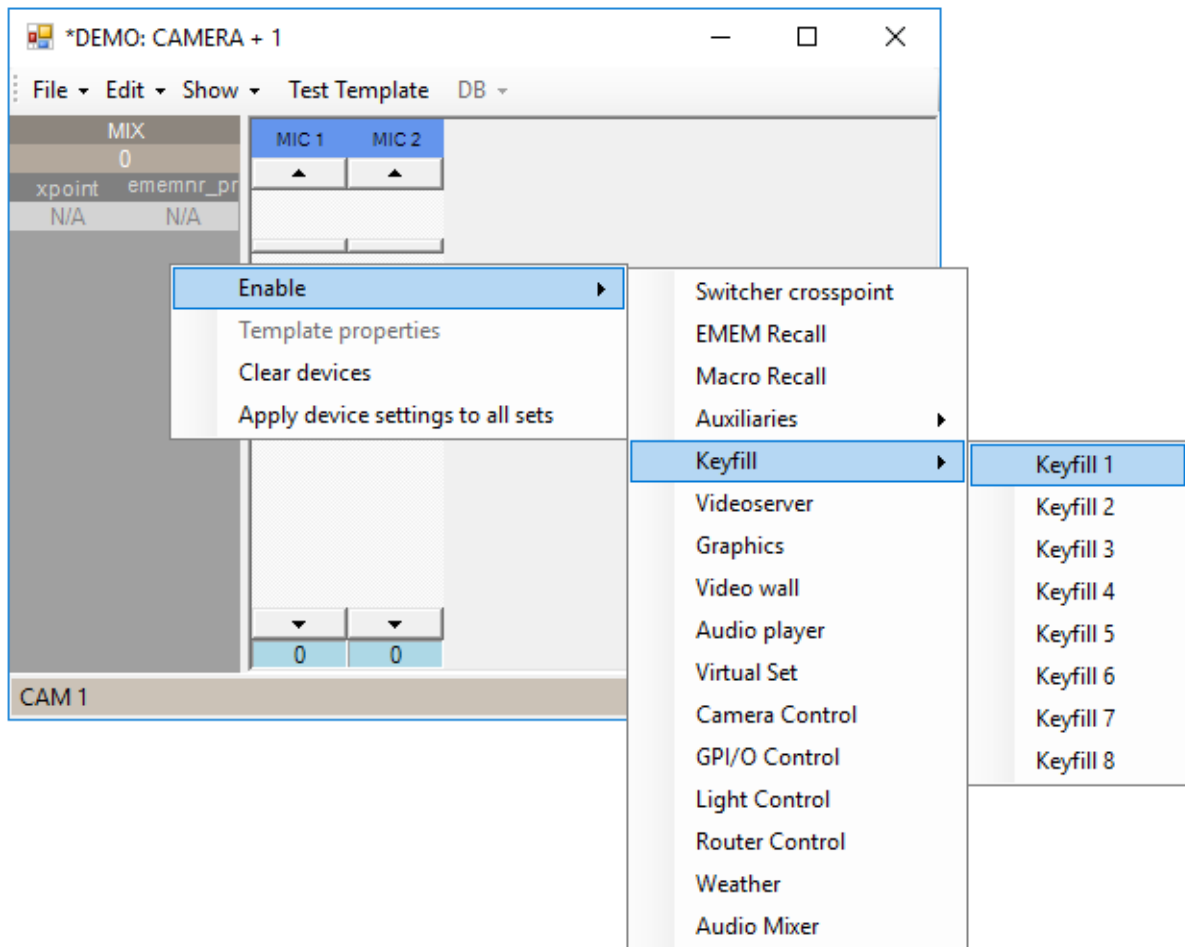 *DEMO: CAMERA + 1
File Edit Show Test Template DB
MIX
0
xpoint ememnr_pr
N/A N/A
MIC 1 MIC 2
0 0
CAM 1
Enable
Template properties
Clear devices
Apply device settings to all sets
Switcher crosspoint
EMEM Recall
Macro Recall
Auxiliaries
Keyfill
Videoserver
Graphics
Video wall
Audio player
Virtual Set
Camera Control
GPI/O Control
Light Control
Router Control
Weather
Audio Mixer
Keyfill 1
Keyfill 2
Keyfill 3
Keyfill 4
Keyfill 5
Keyfill 6
Keyfill 7
Keyfill 8